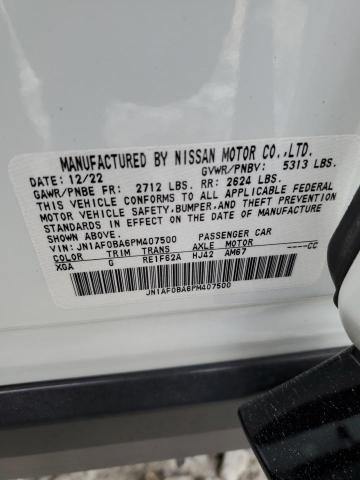 MANUFACTURED BY NISSAN MOTOR CO.,LTD.
DATE: 12/22 GVWR/PNBV: 5313 LBS.
GAWR/PNBE FR: 2712 LBS. RR: 2624 LBS.
THIS VEHICLE CONFORMS TO ALL APPLICABLE FEDERAL
MOTOR VEHICLE SAFETY, BUMPER, AND THEFT PREVENTION
STANDARDS IN EFFECT ON THE DATE OF MANUFACTURE
SHOWN ABOVE.
VIN: JN1AF0BA6PM407500 PASSENGER CAR
COLOR TRIM TRANS AXLE MOTOR ----CC
XGA G RE1F62A HJ42 AM67
JN1AF0BA6PM407500